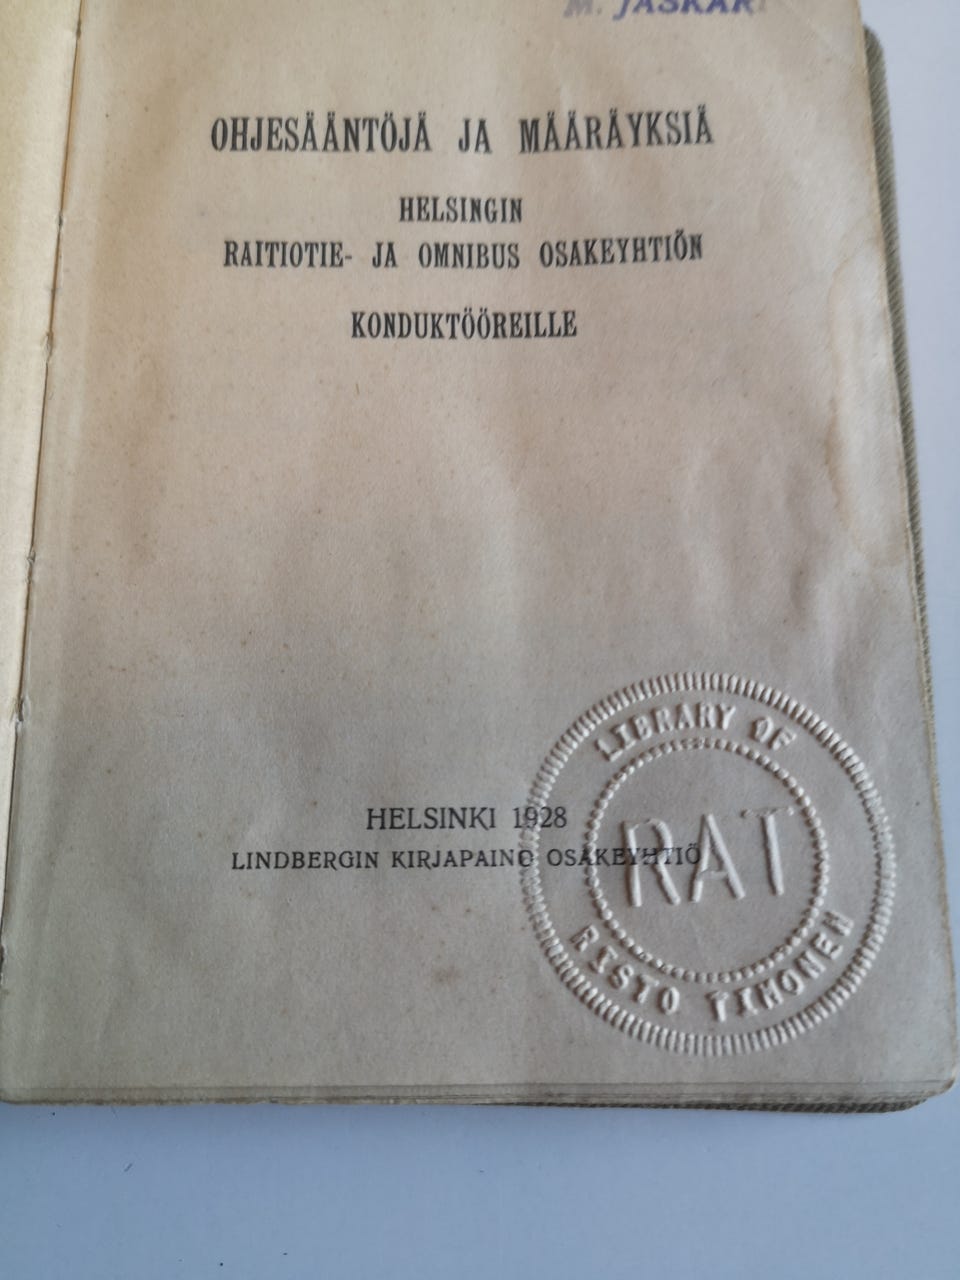 M. JASKARI
OHJESÄÄNTÖJÄ JA MÄÄRÄYKSIÄ
HELSINGIN
RAITIOTIE- JA OMNIBUS OSAKEYHTIÖN
KONDUKTÖÖREILLE
HELSINKI 1928
LINDBERGIN KIRJAPAINO OSAKEYHTIÖ
LIBRARY OF
RAT
RISTO TIMONEN